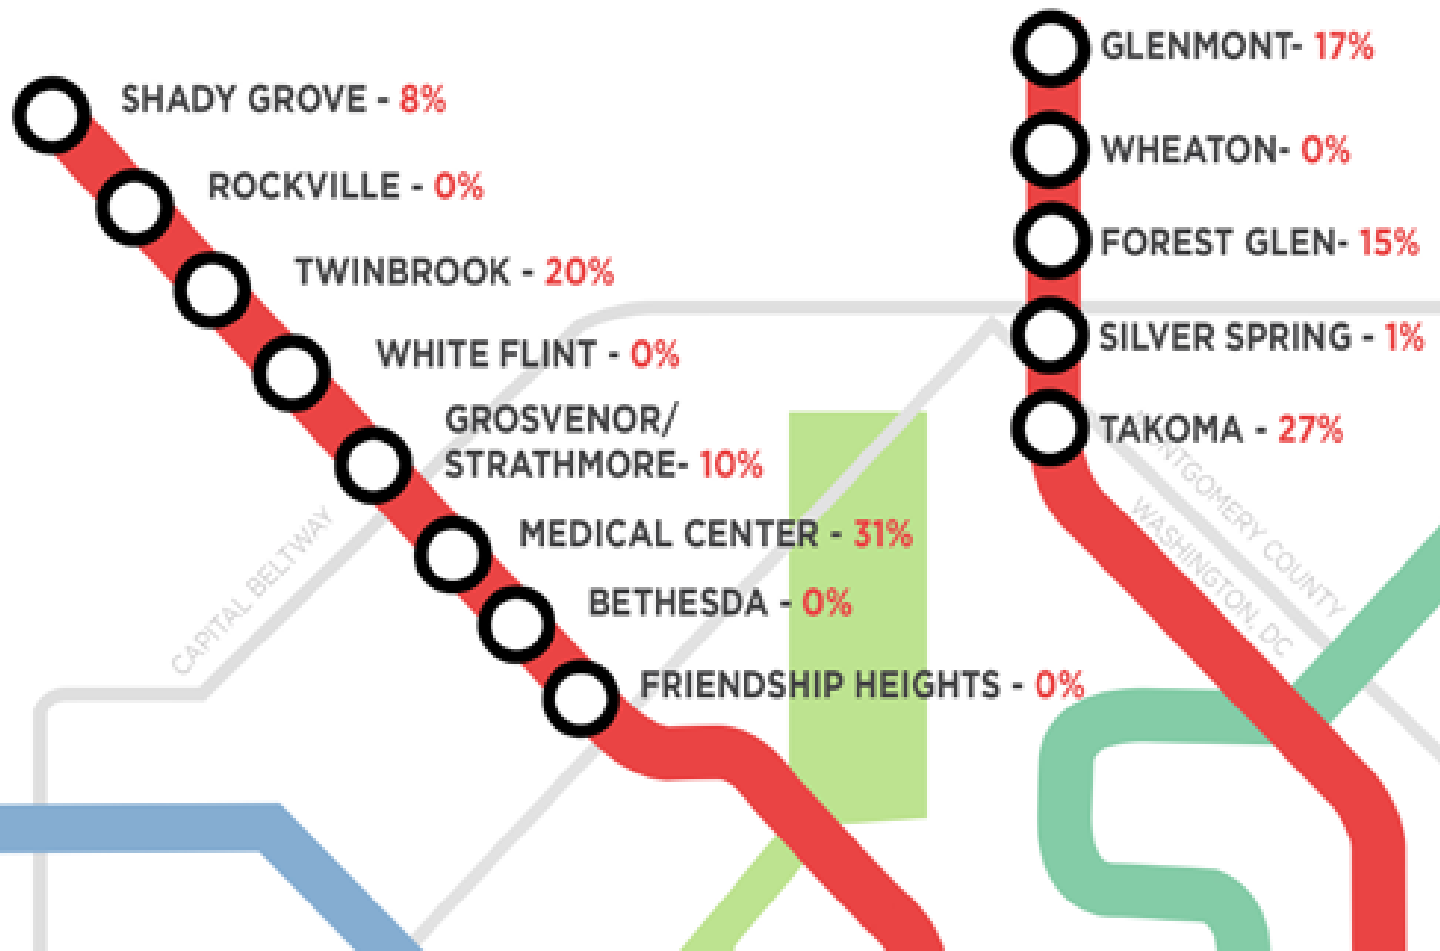 SHADY GROVE - 8%
ROCKVILLE - 0%
TWINBROOK - 20%
WHITE FLINT - 0%
GROSVENOR/
STRATHMORE- 10%
MEDICAL CENTER - 31%
BETHESDA - 0%
FRIENDSHIP HEIGHTS - 0%
GLENMONT- 17%
WHEATON- 0%
FOREST GLEN- 15%
SILVER SPRING - 1%
TAKOMA - 27%
CAPITAL BELTWAY
MONTGOMERY COUNTY
WASHINGTON, DC